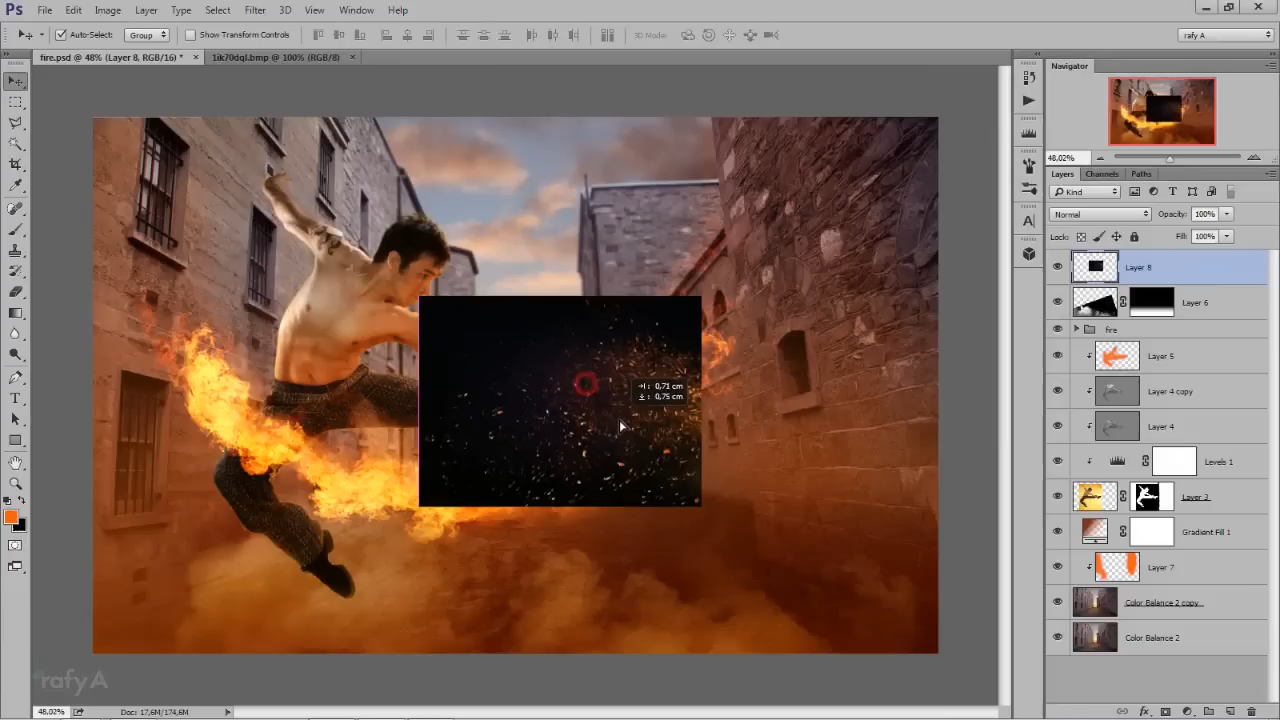 Ps File Edit Image Layer Type Select Filter 3D View Window Help
Auto-Select: Group Show Transform Controls 3D Mode: rafy A
fire.psd @ 48% (Layer 8, RGB/16) * × 1ik70dql.bmp @ 100% (RGB/8) ×
Navigator
48,02%
Layers Channels Paths
Kind
Normal Opacity: 100%
Lock: Fill: 100%
Layer 8
Layer 6
fire
Layer 5
Layer 4 copy
Layer 4
Levels 1
Layer 3
Gradient Fill 1
Layer 7
Color Balance 2 copy
Color Balance 2
: 0,71 cm
: 0,75 cm
rafy A
48,02% Doc: 17,6M/174,6M